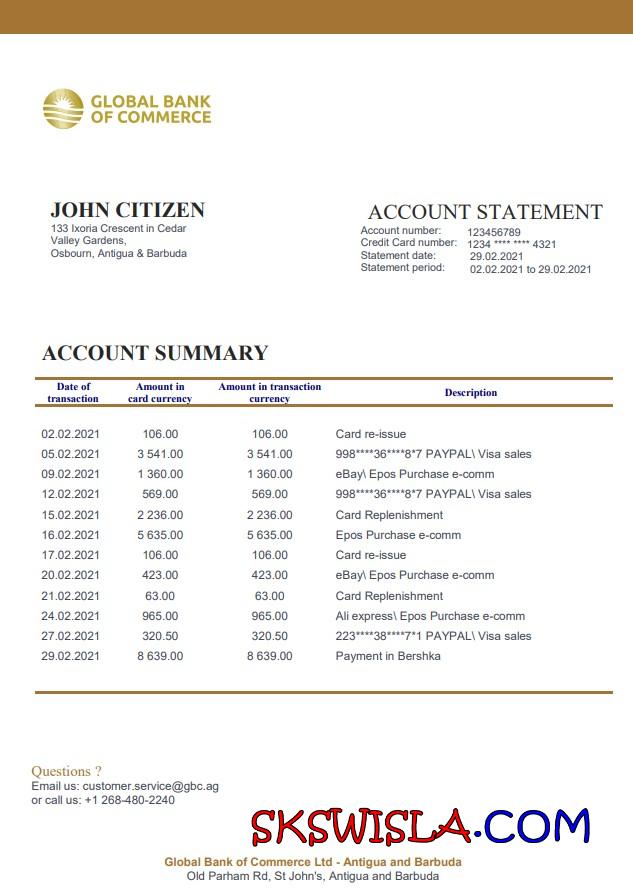 GLOBAL BANK
OF COMMERCE
JOHN CITIZEN
133 Ixoria Crescent in Cedar
Valley Gardens,
Osbourn, Antigua & Barbuda
ACCOUNT STATEMENT
Account number: 123456789
Credit Card number: 1234 **** **** 4321
Statement date: 29.02.2021
Statement period: 02.02.2021 to 29.02.2021
ACCOUNT SUMMARY
Date of transaction Amount in card currency Amount in transaction currency Description
02.02.2021 106.00 106.00 Card re-issue
05.02.2021 3 541.00 3 541.00 998****36****8*7 PAYPAL\ Visa sales
09.02.2021 1 360.00 1 360.00 eBay\ Epos Purchase e-comm
12.02.2021 569.00 569.00 998****36****8*7 PAYPAL\ Visa sales
15.02.2021 2 236.00 2 236.00 Card Replenishment
16.02.2021 5 635.00 5 635.00 Epos Purchase e-comm
17.02.2021 106.00 106.00 Card re-issue
20.02.2021 423.00 423.00 eBay\ Epos Purchase e-comm
21.02.2021 63.00 63.00 Card Replenishment
24.02.2021 965.00 965.00 Ali express\ Epos Purchase e-comm
27.02.2021 320.50 320.50 223****38****7*1 PAYPAL\ Visa sales
29.02.2021 8 639.00 8 639.00 Payment in Bershka
Questions ?
Email us: customer.service@gbc.ag
or call us: +1 268-480-2240
SKSWISLA.COM
Global Bank of Commerce Ltd - Antigua and Barbuda
Old Parham Rd, St John's, Antigua and Barbuda